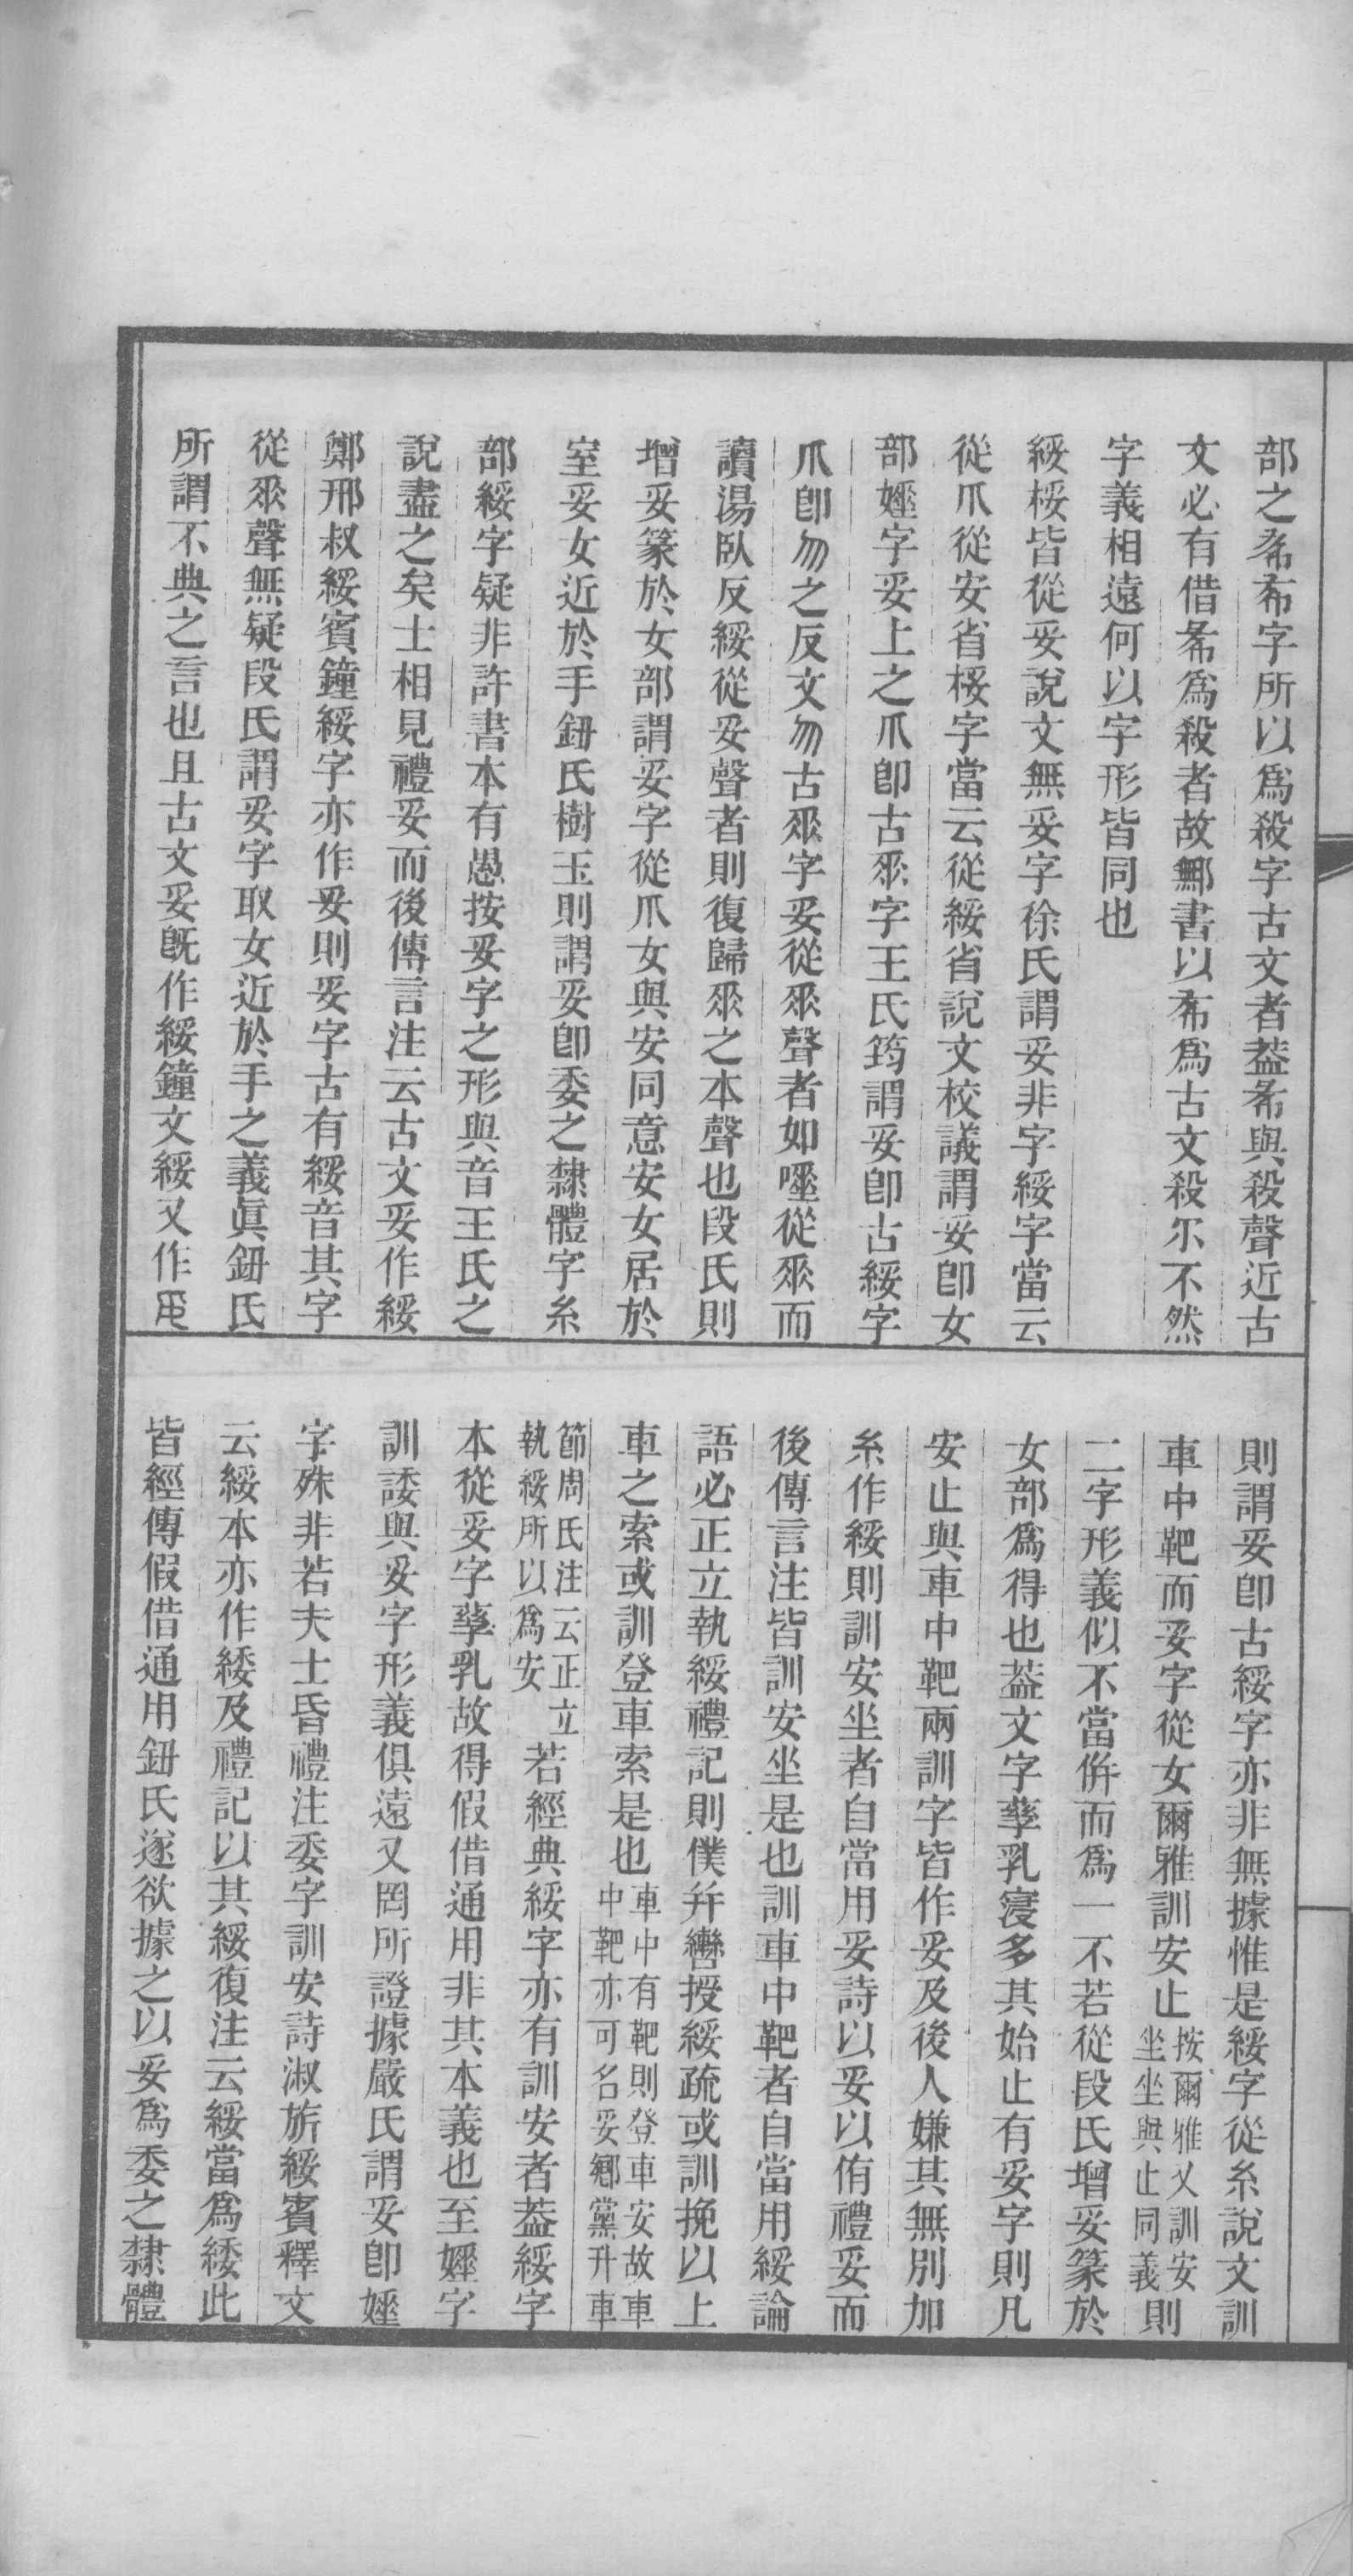 部之㣇㣇字所以爲殺字古文者葢㣇與殺聲近古
文必有借㣇爲殺者故鄦書以㣇爲古文殺尒不然
字義相遠何以字形皆同也
綏桵皆從妥說文無妥字徐氏謂妥非字綏字當云
從爪從安省桵字當云從綏省說文校議謂妥卽女
部娷字妥上之爪卽古𠂹字王氏筠謂妥卽古綏字
爪卽勿之反文勿古𠂹字妥從𠂹聲者如唾從𠂹而
讀湯臥反綏從妥聲者則復歸𠂹之本聲也段氏則
增妥篆於女部謂妥字從爪女與安同意安女居於
室妥女近於手鈕氏樹玉則謂妥卽委之隸體字糸
部綏字疑非許書本有愚按妥字之形與音王氏之
說盡之矣士相見禮妥而後傳言注云古文妥作綏
鄭邢叔綏賓鐘綏字亦作妥則妥字古有綏音其字
從𠂹聲無疑段氏謂妥字取女近於手之義眞鈕氏
所謂不典之言也且古文妥旣作綏鐘文綏又作
則謂妥卽古綏字亦非無據惟是綏字從糸說文訓
車中靶而妥字從女爾雅訓安止按爾雅又訓安坐坐與止同義則
二字形義似不當倂而爲一不若從段氏增妥篆於
女部爲得也葢文字孳乳寖多其始止有妥字則凡
安止與車中靶兩訓字皆作妥及後人嫌其無別加
糸作綏則訓安坐者自當用妥詩以妥以侑禮妥而
後傳言注皆訓安坐是也訓車中靶者自當用綏論
語必正立執綏禮記則僕幷轡授綏疏或訓挽以上
車之索或訓登車索是也車中有靶則登車安故車中靶亦可名妥鄉黨升車
節周氏注云正立執綏所以爲安若經典綏字亦有訓安者葢綏字
本從妥字孳乳故得假借通用非其本義也至娷字
訓諉與妥字形義俱遠又罔所證據嚴氏謂妥卽娷
字殊非若夫士昏禮注委字訓安詩淑旂綏賓釋文
云綏本亦作緌及禮記以其綏復注云綏當爲緌此
皆經傳假借通用鈕氏遂欲據之以妥爲委之隸體